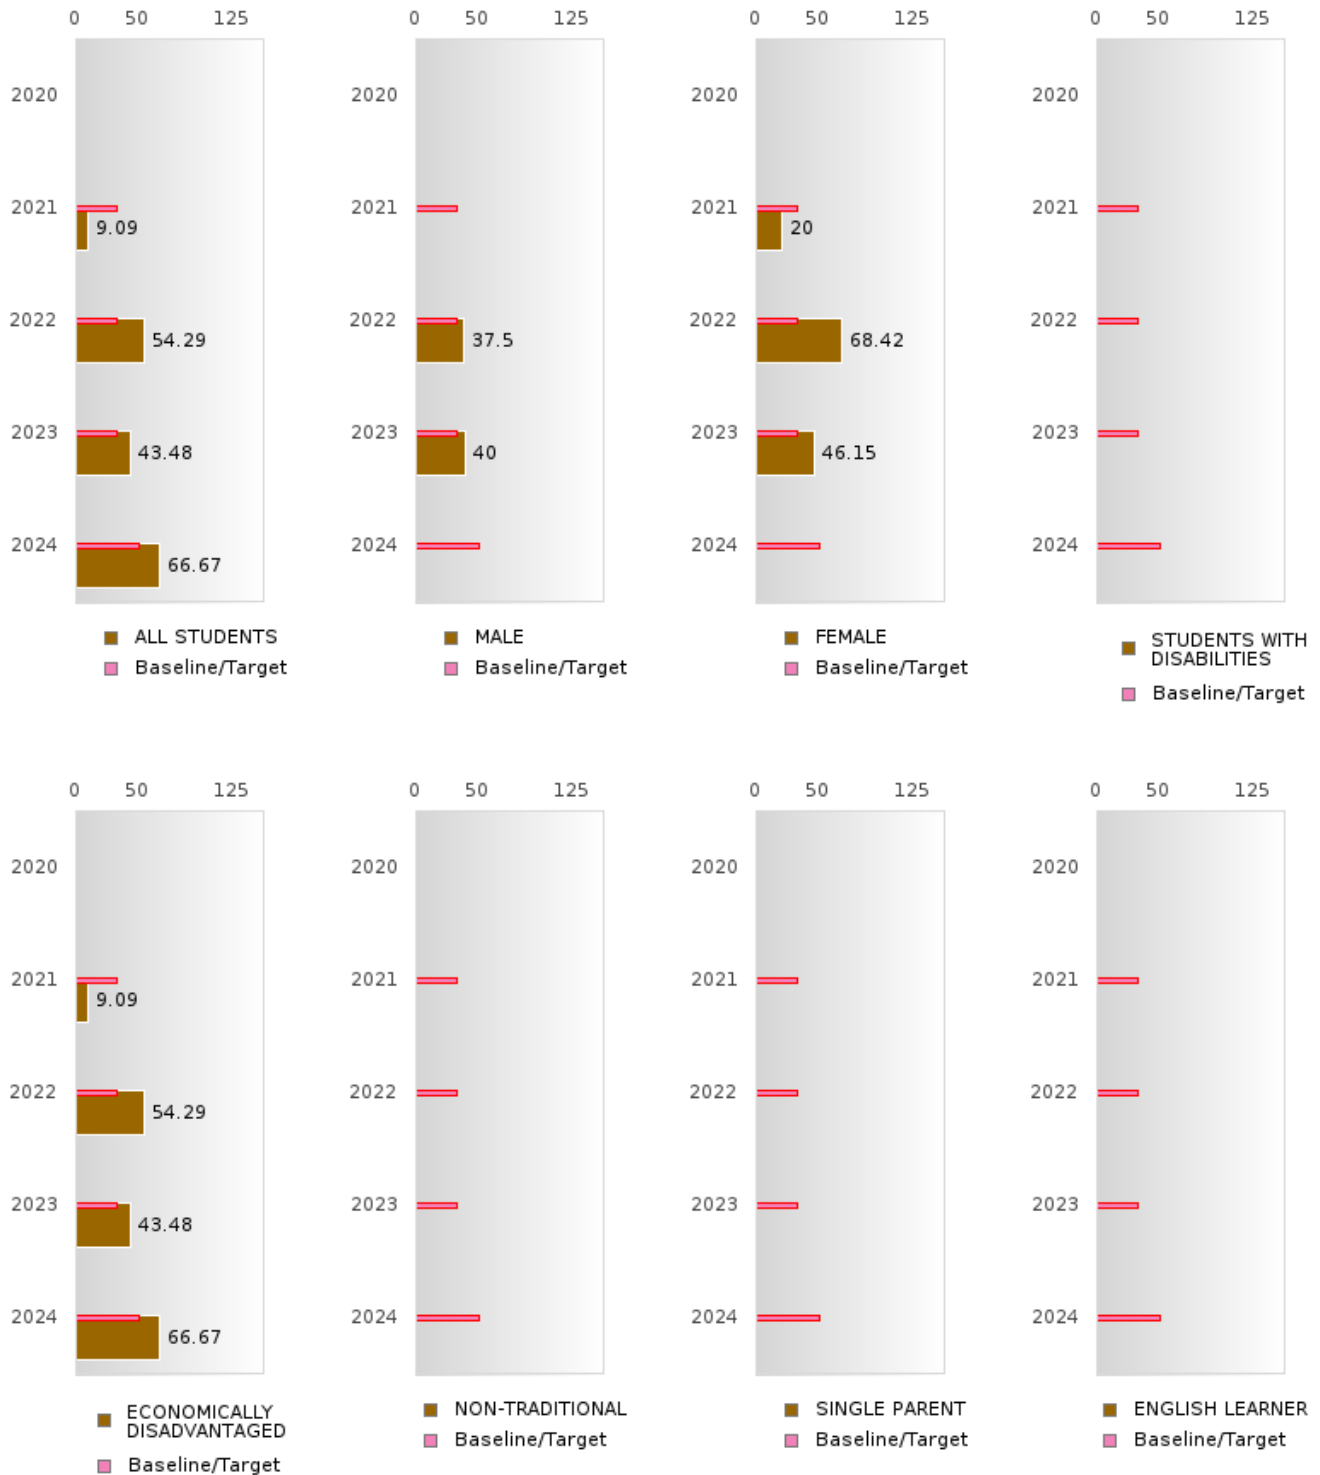 0 50 125
2020
2021
9.09
2022
54.29
2023
43.48
2024
66.67
ALL STUDENTS
Baseline/Target
0 50 125
2020
2021
2022
37.5
2023
40
2024
MALE
Baseline/Target
0 50 125
2020
2021
20
2022
68.42
2023
46.15
2024
FEMALE
Baseline/Target
0 50 125
2020
2021
2022
2023
2024
STUDENTS WITH
DISABILITIES
Baseline/Target
0 50 125
2020
2021
9.09
2022
54.29
2023
43.48
2024
66.67
ECONOMICALLY
DISADVANTAGED
Baseline/Target
0 50 125
2020
2021
2022
2023
2024
NON-TRADITIONAL
Baseline/Target
0 50 125
2020
2021
2022
2023
2024
SINGLE PARENT
Baseline/Target
0 50 125
2020
2021
2022
2023
2024
ENGLISH LEARNER
Baseline/Target